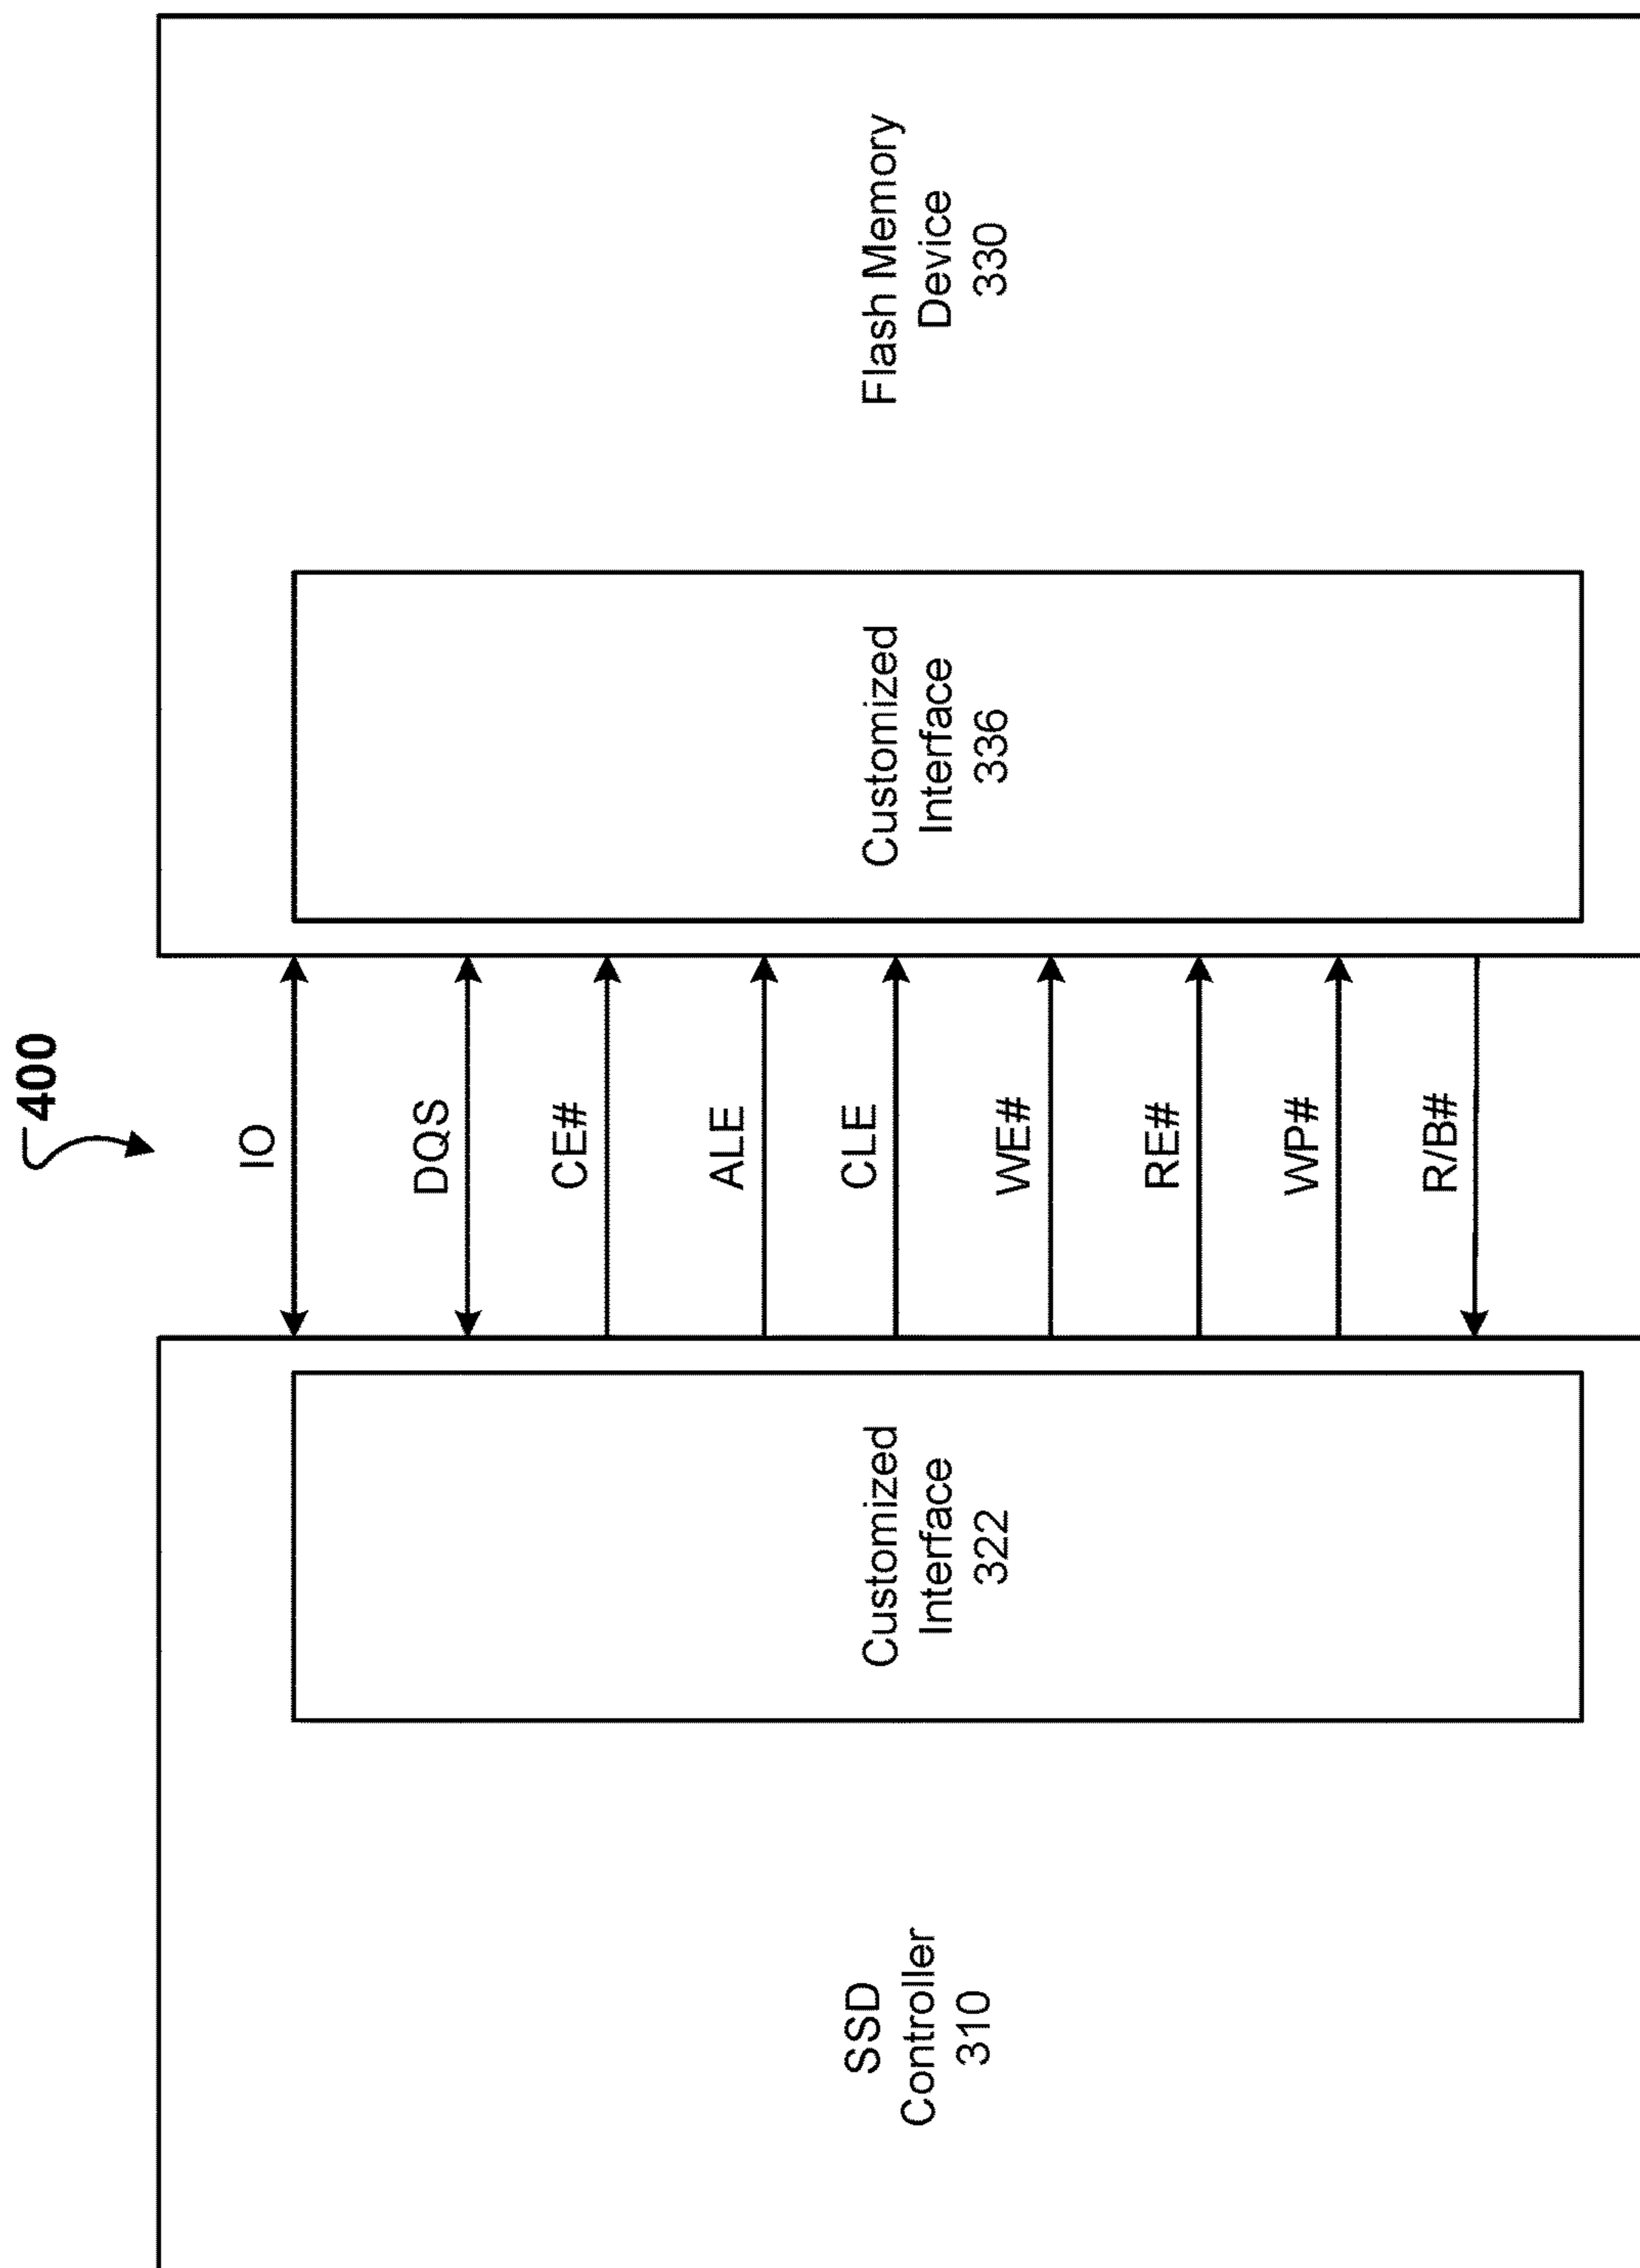 400
SSD
Controller
310
Customized
Interface
322
IO
DQS
CE#
ALE
CLE
WE#
RE#
WP#
R/B#
Customized
Interface
336
Flash Memory
Device
330